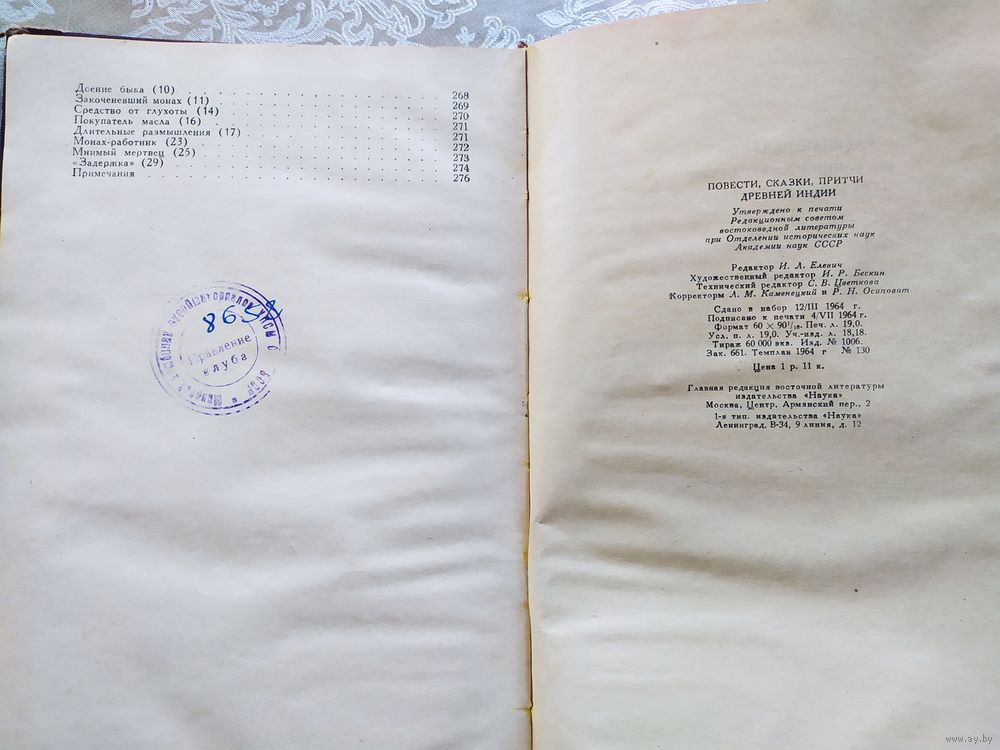 Доение быка (10) 268
Закоченевший монах (11) 269
Средство от глухоты (14) 270
Покупатель масла (16) 271
Длительные размышления (17) 271
Монах-работник (23) 272
Мнимый мертвец (25) 273
«Задержка» (29) 274
Примечания 276
Правление
клуба
БССР
ПОВЕСТИ, СКАЗКИ, ПРИТЧИ
ДРЕВНЕЙ ИНДИИ
Утверждено к печати
Редакционным советом
востоковедной литературы
при Отделении исторических наук
Академии наук СССР
Редактор И. Л. Елевич
Художественный редактор И. Р. Бескин
Технический редактор С. В. Цветкова
Корректоры Л. М. Каменецкий и Р. Н. Осиповат
Сдано в набор 12/III 1964 г.
Подписано к печати 4/VII 1964 г.
Формат 60 × 90 1/16. Печ. л. 19,0.
Усл. п. л. 19,0. Уч.-изд. л. 18,18.
Тираж 60 000 экз. Изд. № 1006.
Зак. 661. Темплан 1964 г № 130
Цена 1 р. 11 к.
Главная редакция восточной литературы
издательства «Наука»
Москва, Центр, Армянский пер., 2
1-я тип. издательства «Наука»
Ленинград, В-34, 9 линия, д. 12
www.ay.by